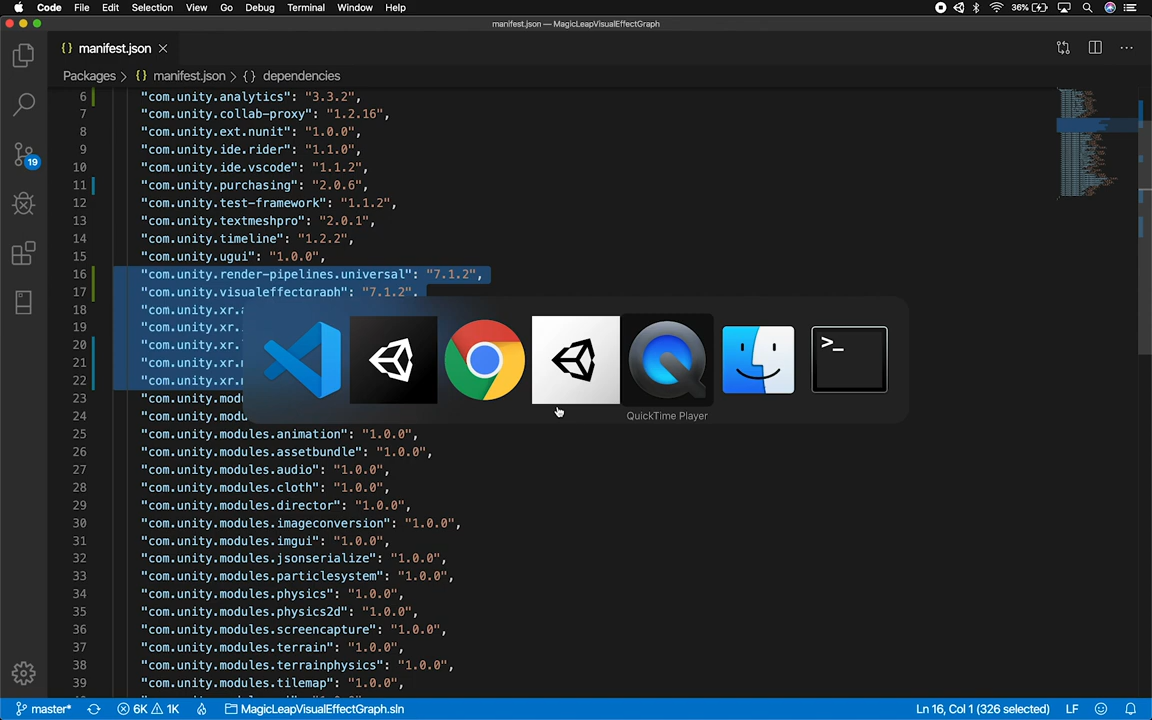 Code File Edit Selection View Go Debug Terminal Window Help 36%
manifest.json — MagicLeapVisualEffectGraph
{} manifest.json ×
Packages > {} manifest.json > {} dependencies
6 "com.unity.analytics": "3.3.2",
7 "com.unity.collab-proxy": "1.2.16",
8 "com.unity.ext.nunit": "1.0.0",
9 "com.unity.ide.rider": "1.1.0",
10 "com.unity.ide.vscode": "1.1.2",
11 "com.unity.purchasing": "2.0.6",
12 "com.unity.test-framework": "1.1.2",
13 "com.unity.textmeshpro": "2.0.1",
14 "com.unity.timeline": "1.2.2",
15 "com.unity.ugui": "1.0.0",
16 "com.unity.render-pipelines.universal": "7.1.2",
17 "com.unity.visualeffectgraph": "7.1.2",
18 "com.unity.xr.
19 "com.unity.xr.
20 "com.unity.xr.
21 "com.unity.xr.
22 "com.unity.xr.
23 "com.unity.mod
24 "com.unity.mod
25 "com.unity.modules.animation": "1.0.0",
26 "com.unity.modules.assetbundle": "1.0.0",
27 "com.unity.modules.audio": "1.0.0",
28 "com.unity.modules.cloth": "1.0.0",
29 "com.unity.modules.director": "1.0.0",
30 "com.unity.modules.imageconversion": "1.0.0",
31 "com.unity.modules.imgui": "1.0.0",
32 "com.unity.modules.jsonserialize": "1.0.0",
33 "com.unity.modules.particlesystem": "1.0.0",
34 "com.unity.modules.physics": "1.0.0",
35 "com.unity.modules.physics2d": "1.0.0",
36 "com.unity.modules.screencapture": "1.0.0",
37 "com.unity.modules.terrain": "1.0.0",
38 "com.unity.modules.terrainphysics": "1.0.0",
39 "com.unity.modules.tilemap": "1.0.0",
19
QuickTime Player
master* 6K 1K MagicLeapVisualEffectGraph.sln Ln 16, Col 1 (326 selected) LF